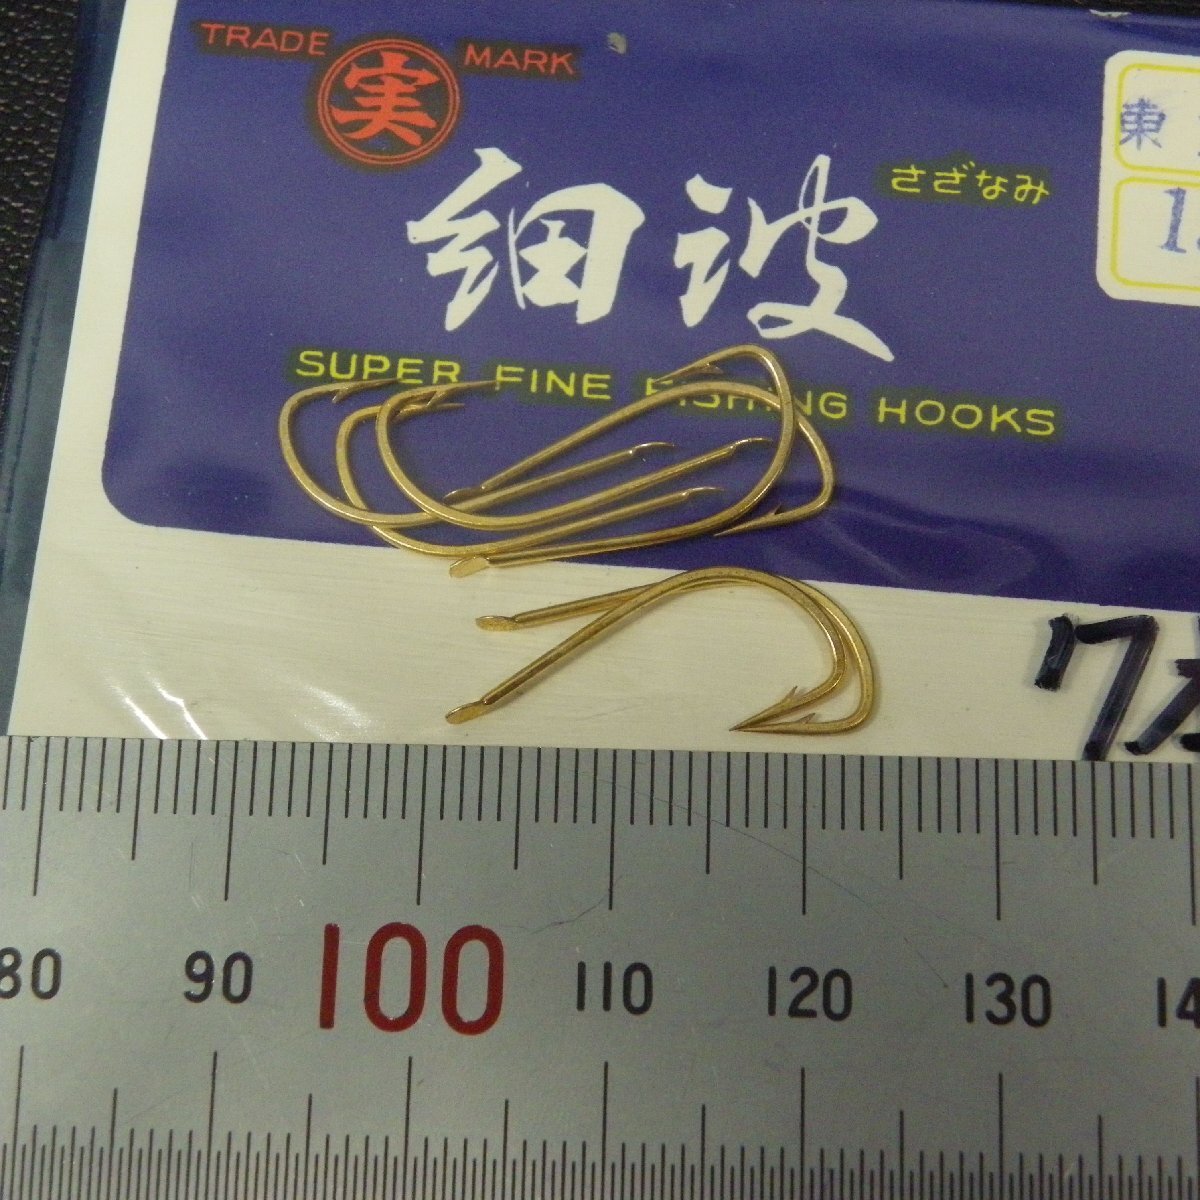 TRADE 実 MARK
細波
さざなみ
SUPER FINE FISHING HOOKS
東
80 90 100 110 120 130